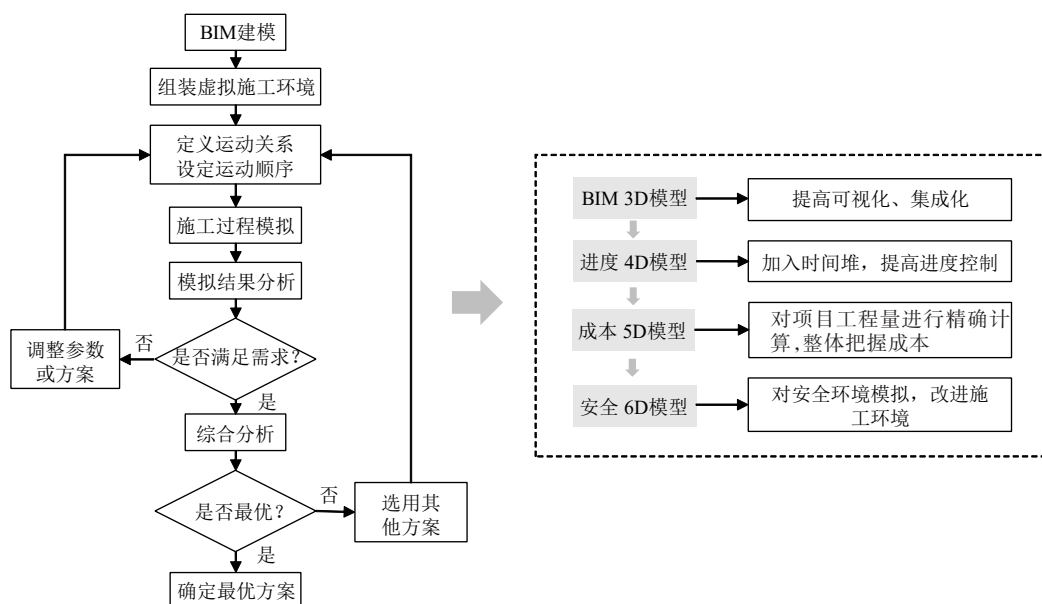 BIM建模
组装虚拟施工环境
定义运动关系
设定运动顺序
施工过程模拟
模拟结果分析
是否满足需求？
否
调整参数
或方案
是
综合分析
是否最优？
否
选用其
他方案
是
确定最优方案
BIM 3D模型
提高可视化、集成化
进度 4D模型
加入时间堆，提高进度控制
成本 5D模型
对项目工程量进行精确计
算,整体把握成本
安全 6D模型
对安全环境模拟，改进施
工环境